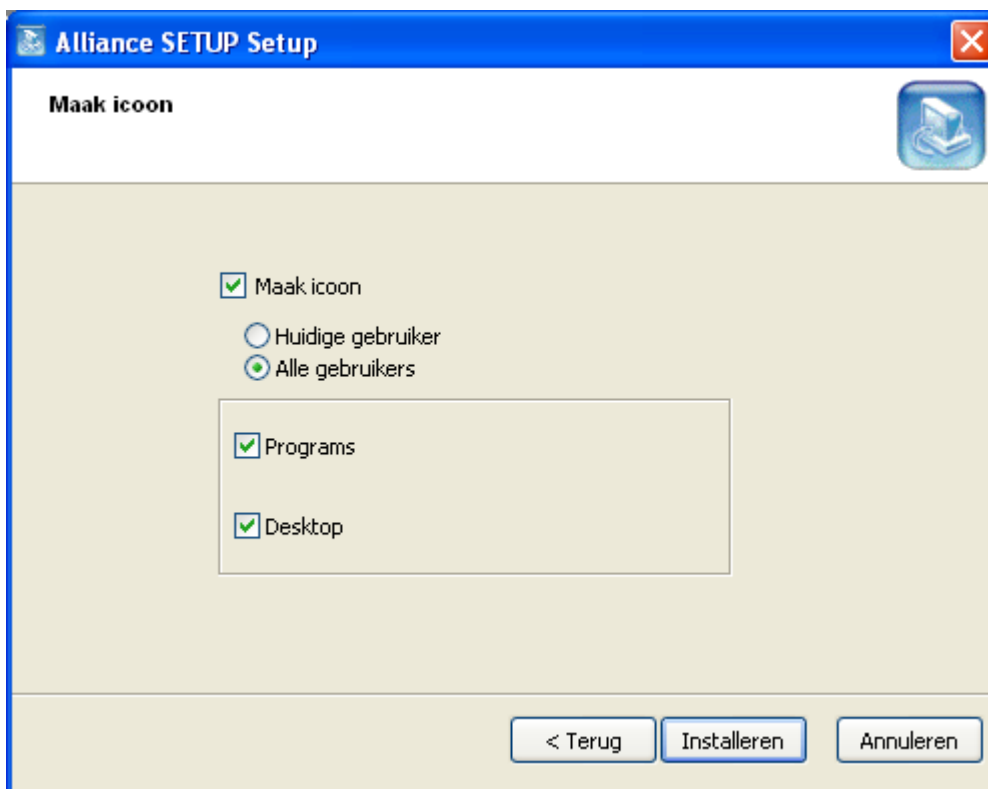 Alliance SETUP Setup
Maak icoon
Maak icoon
Huidige gebruiker
Alle gebruikers
Programs
Desktop
< Terug
Installeren
Annuleren